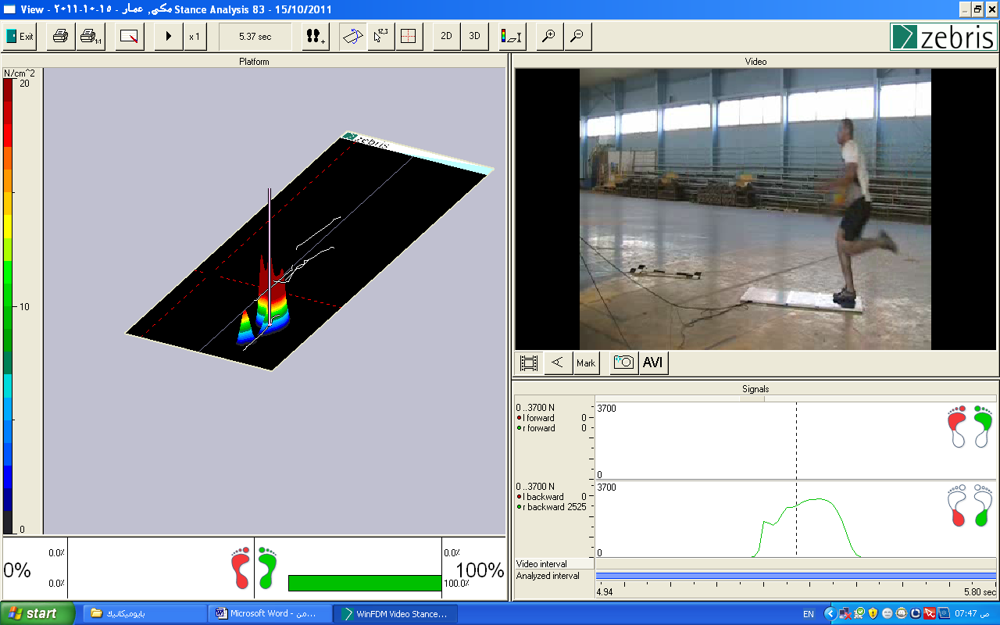 View - ٢٠١١-١٠-١٥ - مكي, عمار Stance Analysis 83 - 15/10/2011
Exit
1:1
x 1
5.37 sec
12,3
2D
3D
zebris
Platform
N/cm^2
20
10
0
zebris
0%
0.0%
0.0%
0.0%
100.0%
100%
Video
Mark
AVI
Signals
0 ..3700 N
l forward 0
r forward 0
3700
0
0 ..3700 N
l backward 0
r backward 2525
3700
0
Video interval
Analyzed interval
4.94
5.80 sec
start
بايوميكانيك
Microsoft Word - من...
WinFDM Video Stance...
EN
07:47 ص